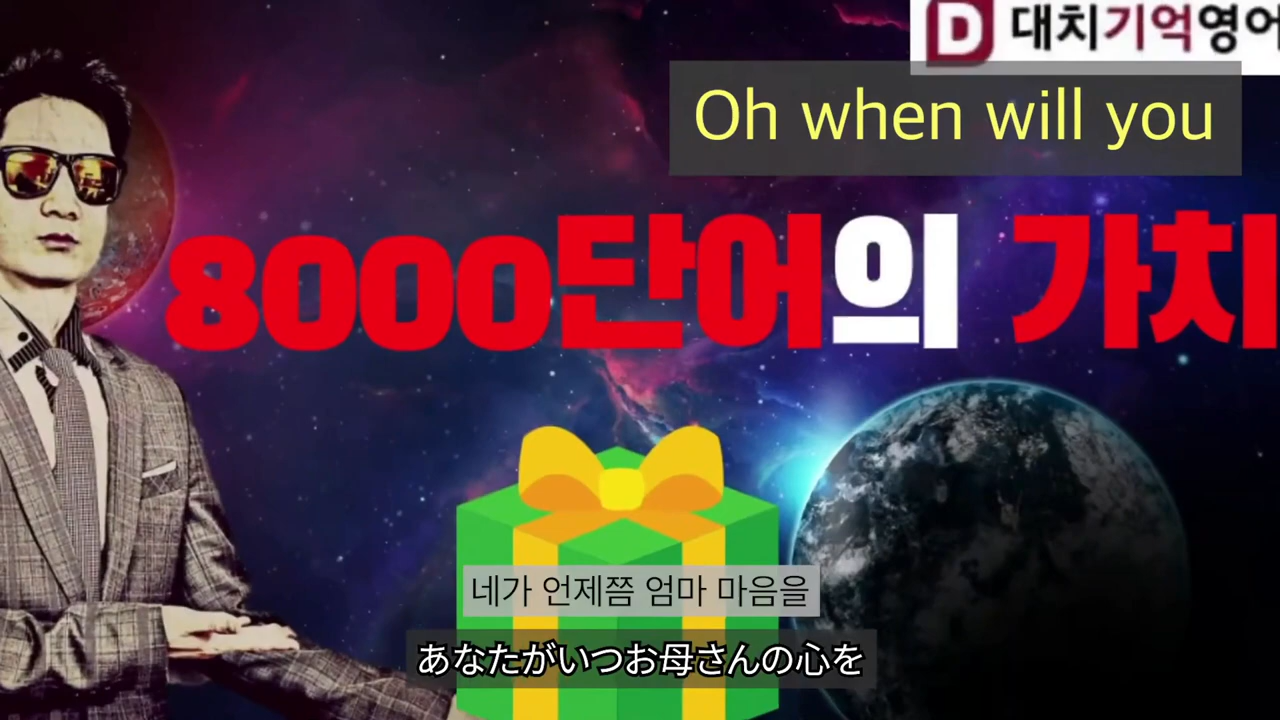 D 대치기억영어
Oh when will you
8000단어의 가치
네가 언제쯤 엄마 마음을
あなたがいつお母さんの心を